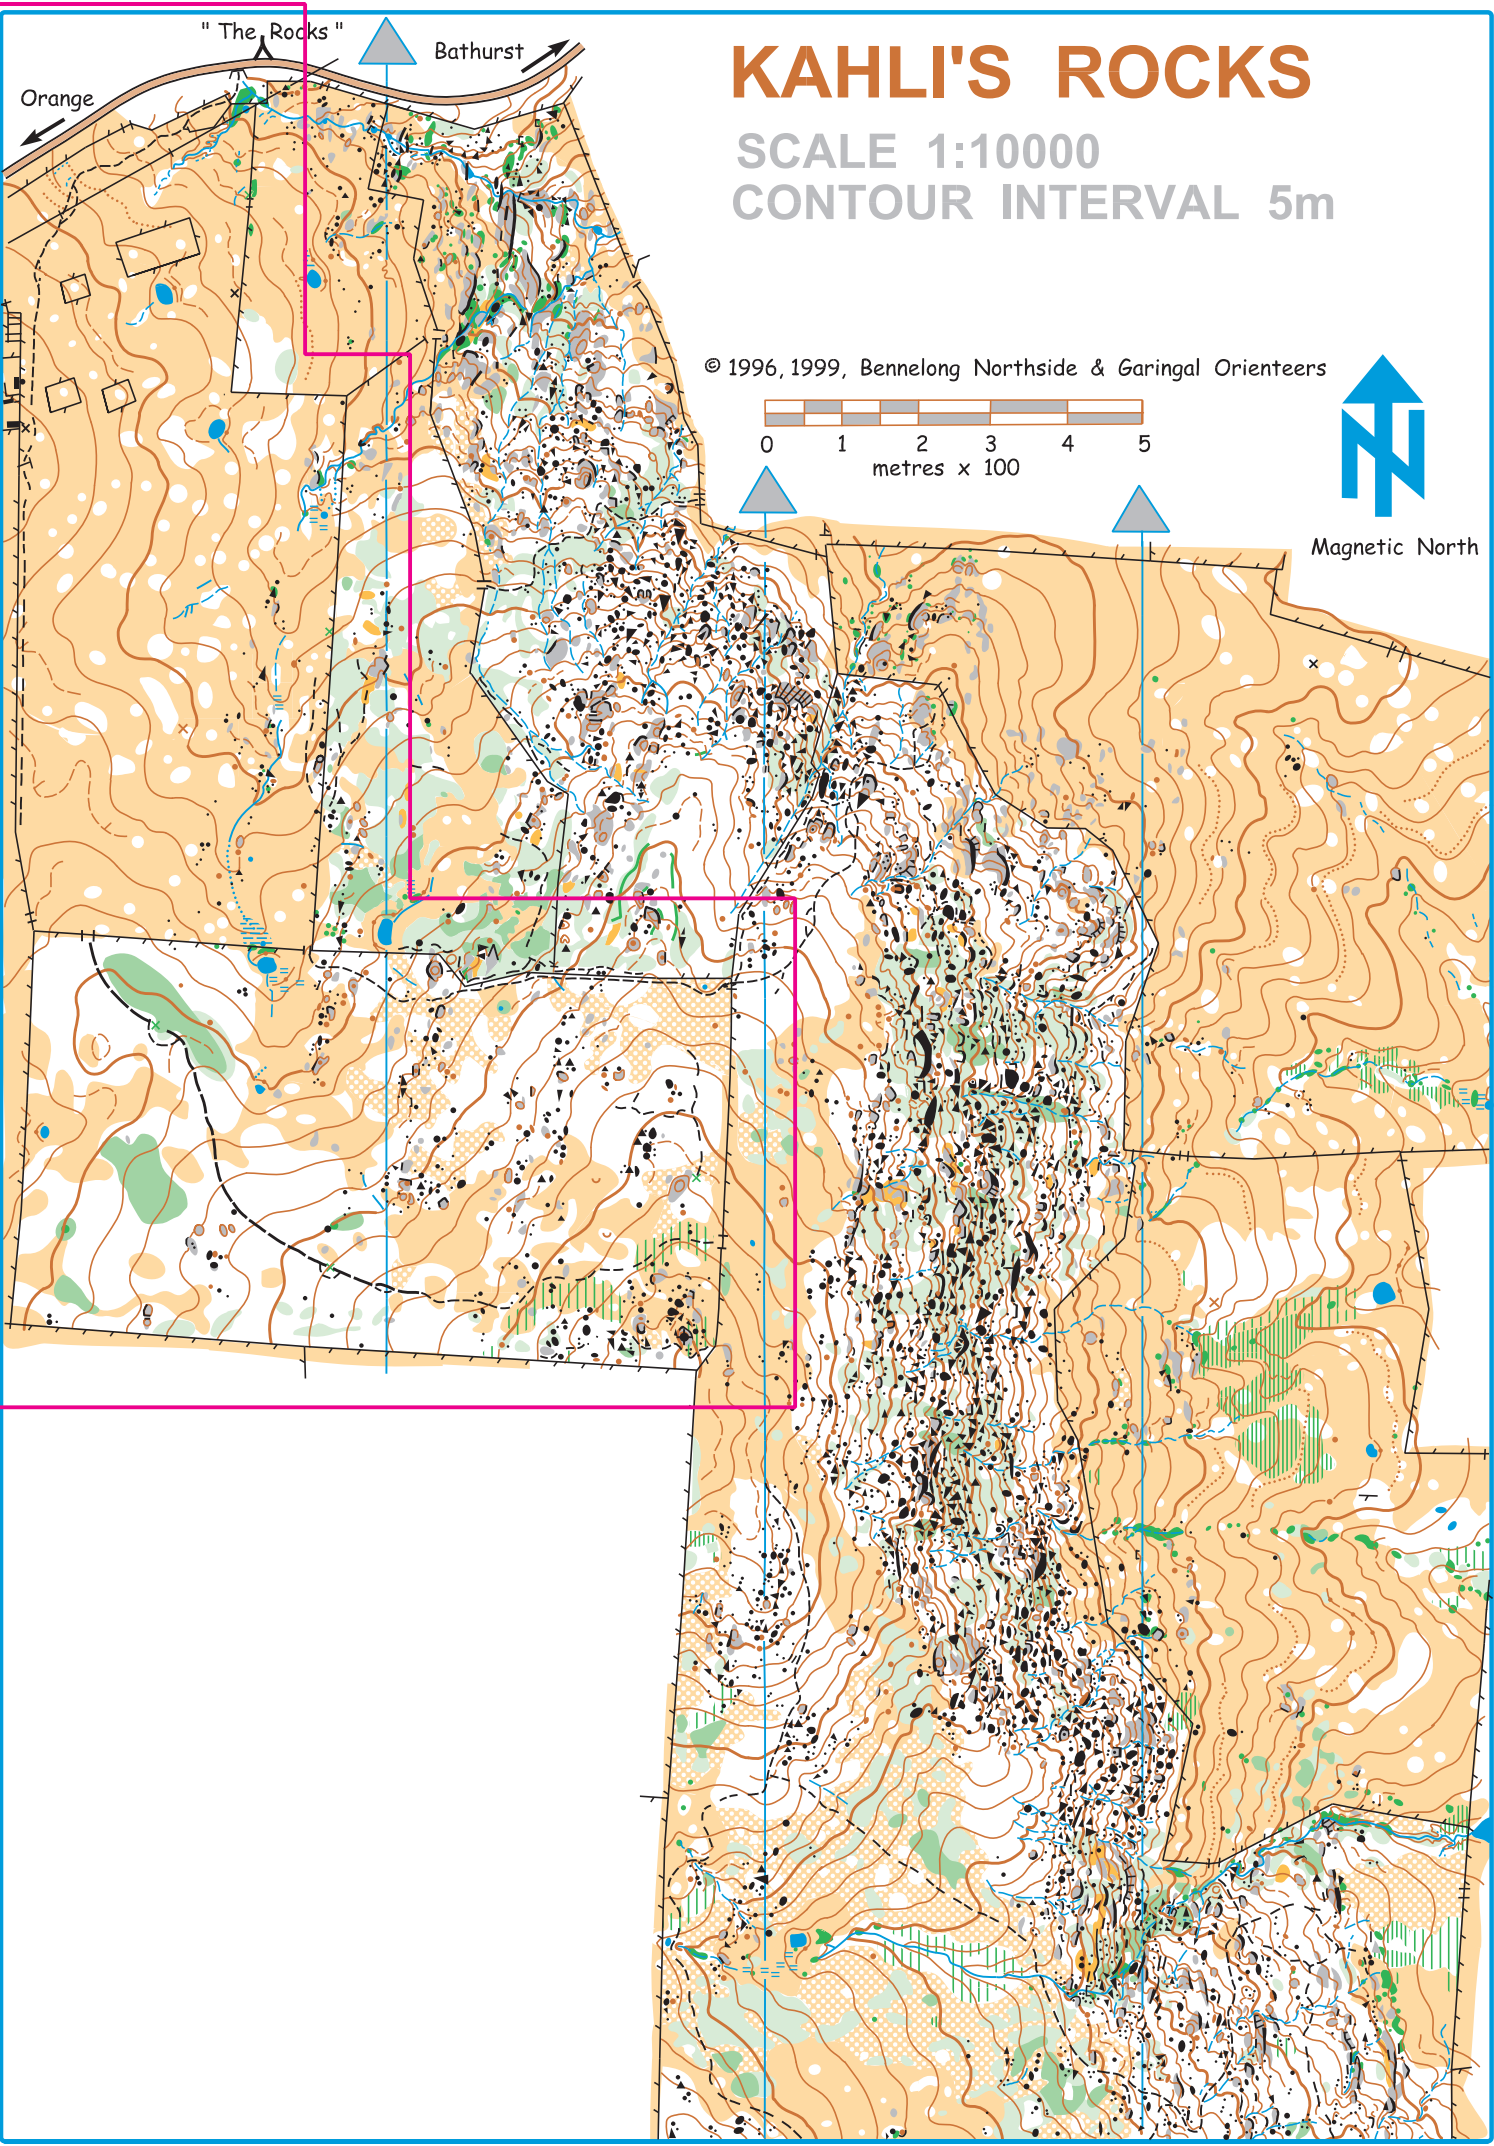 " The Rocks "
Bathurst
Orange
KAHLI'S ROCKS
SCALE 1:10000
CONTOUR INTERVAL 5m
© 1996, 1999, Bennelong Northside & Garingal Orienteers
0 1 2 3 4 5
metres x 100
N
Magnetic North